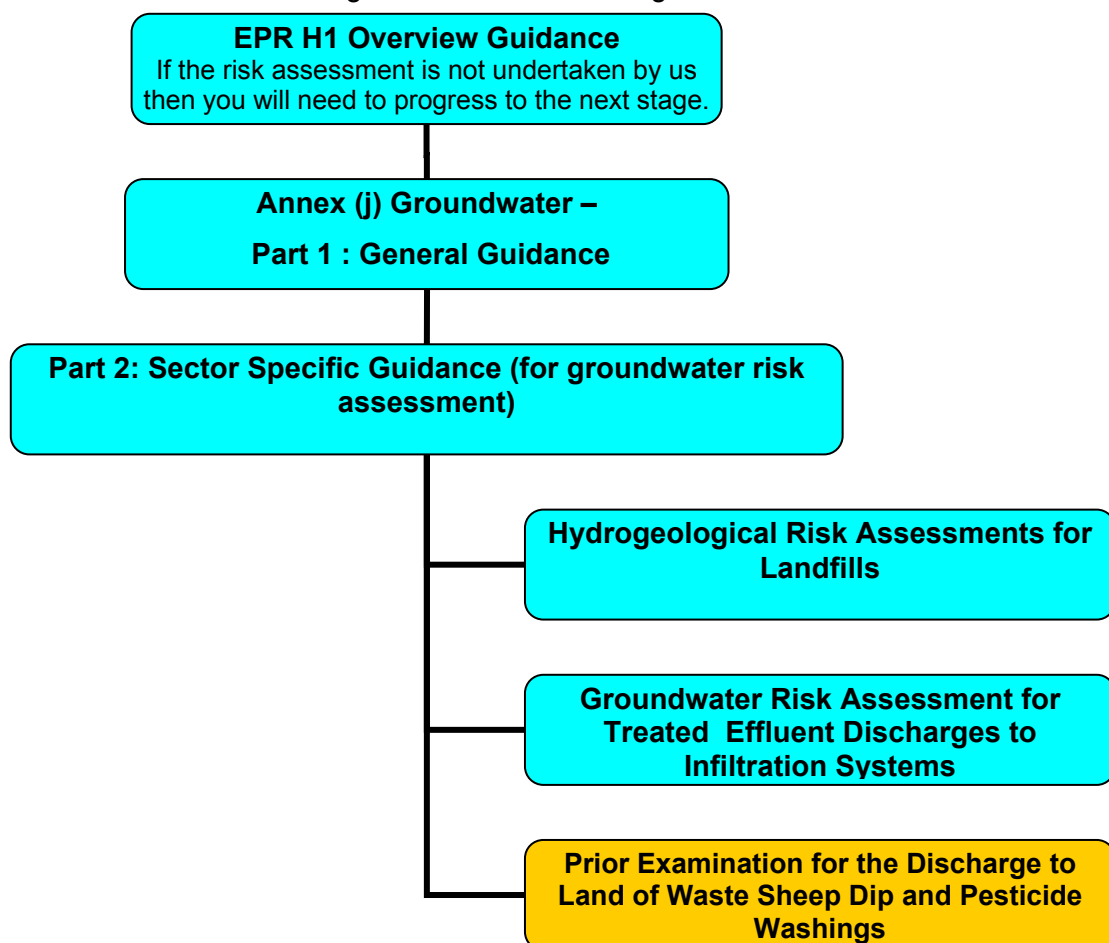 EPR H1 Overview Guidance
If the risk assessment is not undertaken by us
then you will need to progress to the next stage.
Annex (j) Groundwater –
Part 1 : General Guidance
Part 2: Sector Specific Guidance (for groundwater risk
assessment)
Hydrogeological Risk Assessments for
Landfills
Groundwater Risk Assessment for
Treated Effluent Discharges to
Infiltration Systems
Prior Examination for the Discharge to
Land of Waste Sheep Dip and Pesticide
Washings